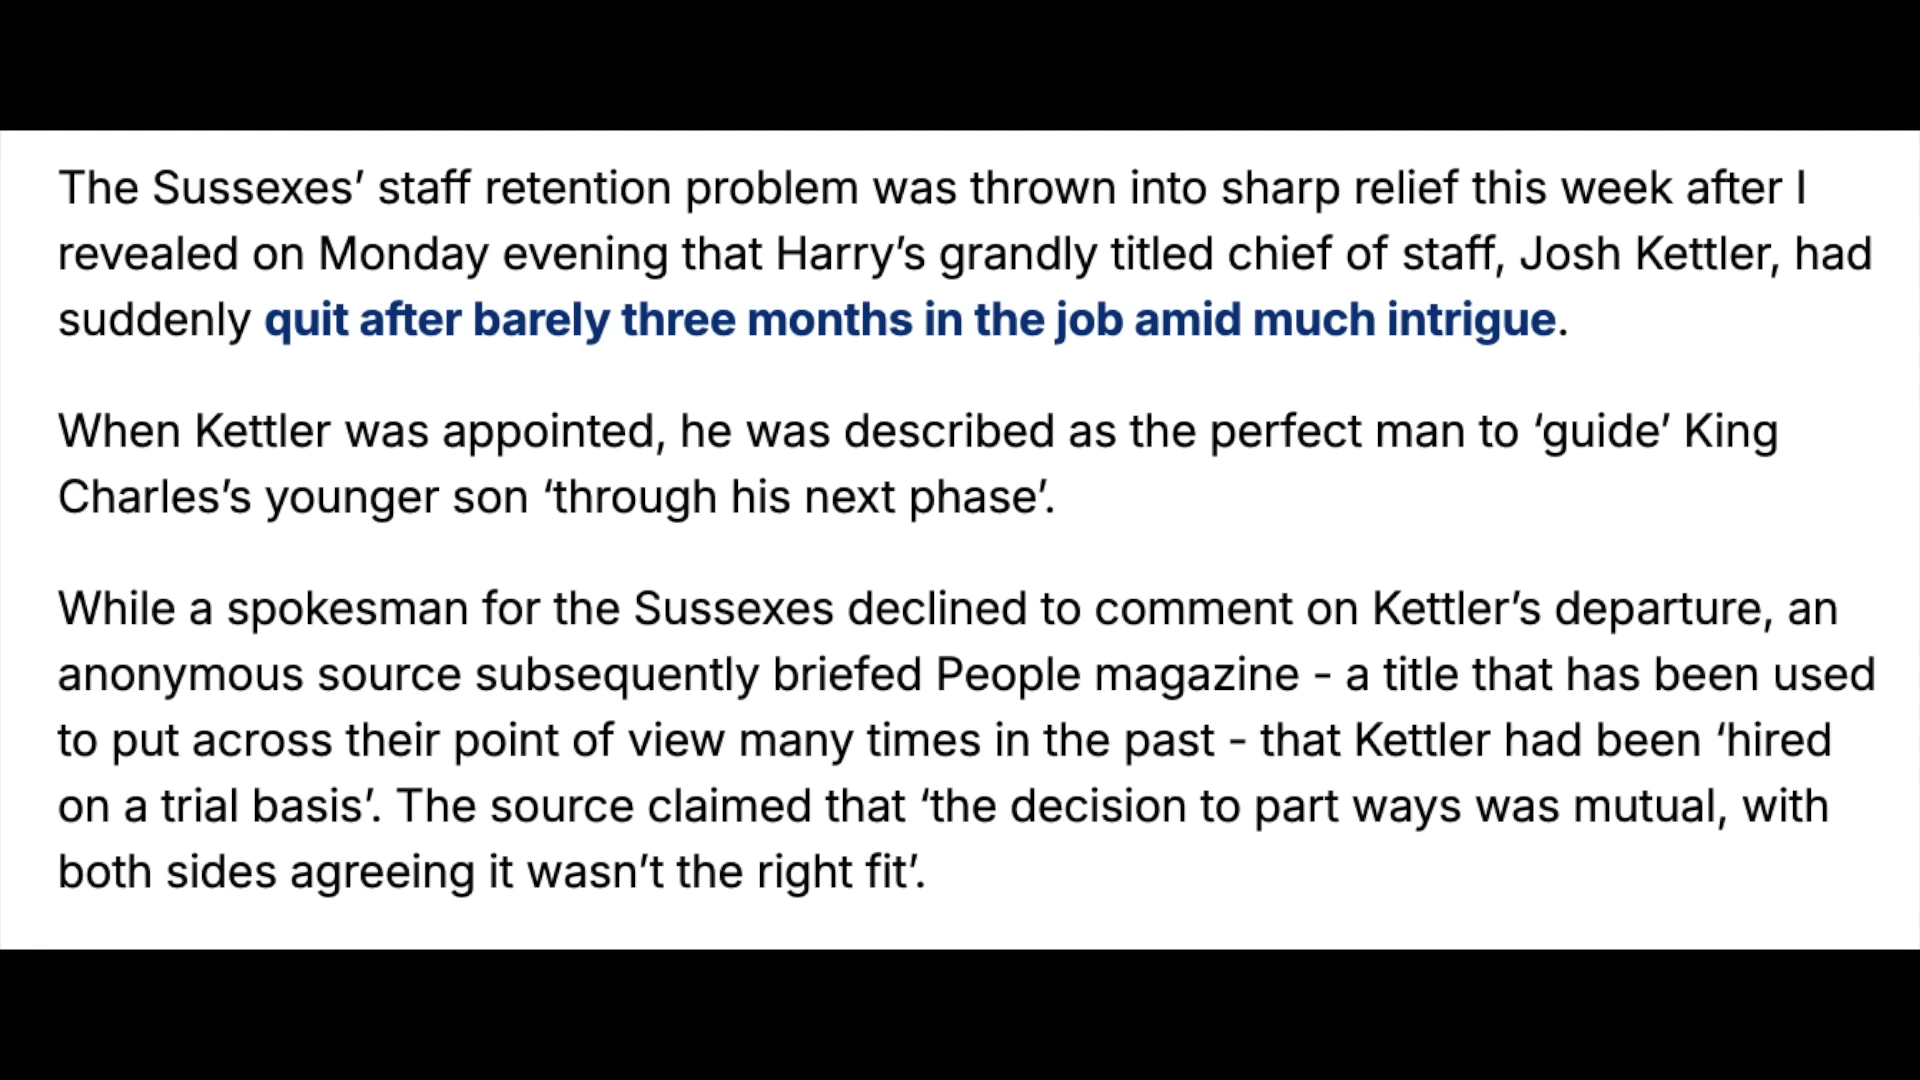 The Sussexes’ staff retention problem was thrown into sharp relief this week after I
revealed on Monday evening that Harry’s grandly titled chief of staff, Josh Kettler, had
suddenly quit after barely three months in the job amid much intrigue.
When Kettler was appointed, he was described as the perfect man to ‘guide’ King
Charles’s younger son ‘through his next phase’.
While a spokesman for the Sussexes declined to comment on Kettler’s departure, an
anonymous source subsequently briefed People magazine - a title that has been used
to put across their point of view many times in the past - that Kettler had been ‘hired
on a trial basis’. The source claimed that ‘the decision to part ways was mutual, with
both sides agreeing it wasn’t the right fit’.